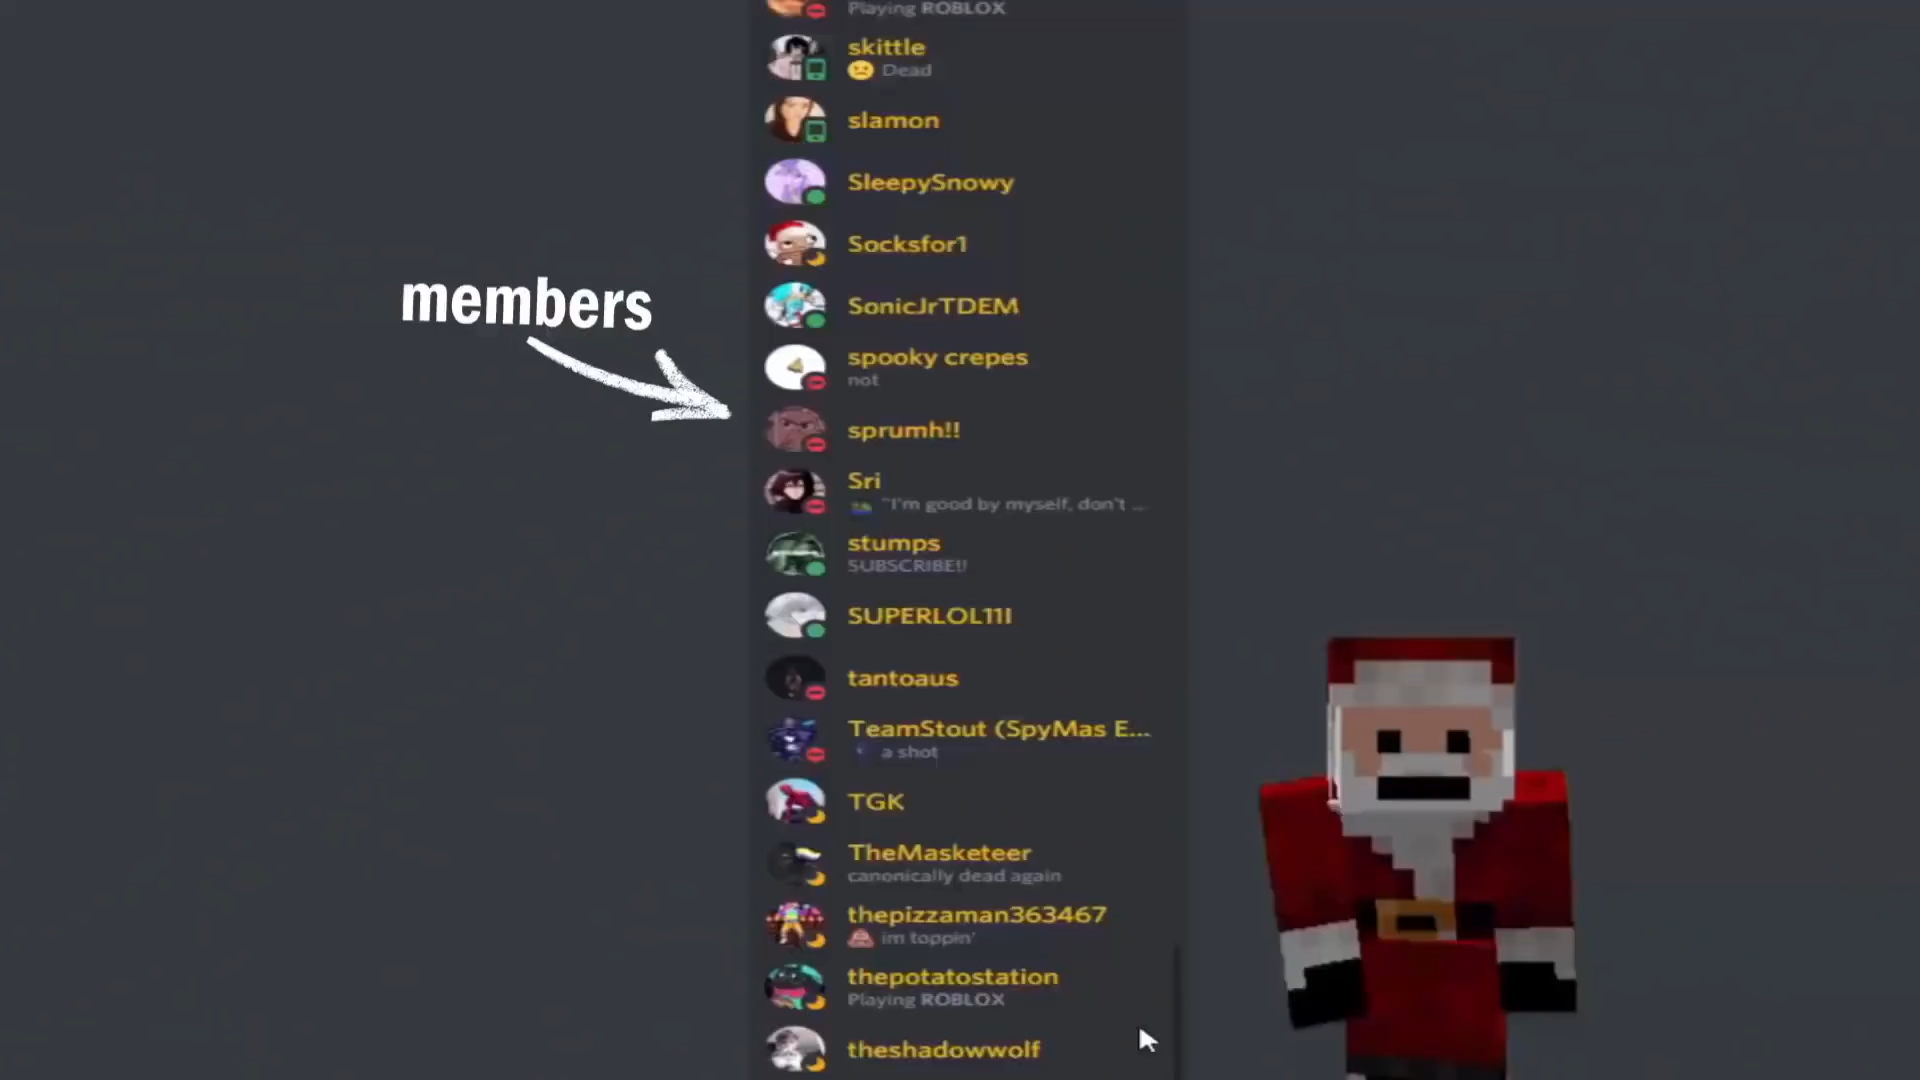 Playing ROBLOX
skittle
Dead
slamon
SleepySnowy
Socksfor1
SonicJrTDEM
members
spooky crepes
not
sprumh!!
Sri
"I'm good by myself, don't ...
stumps
SUBSCRIBE!!
SUPERLOL11I
tantoaus
TeamStout (SpyMas E...
a shot
TGK
TheMasketeer
canonically dead again
thepizzaman363467
im toppin'
thepotatostation
Playing ROBLOX
theshadowwolf